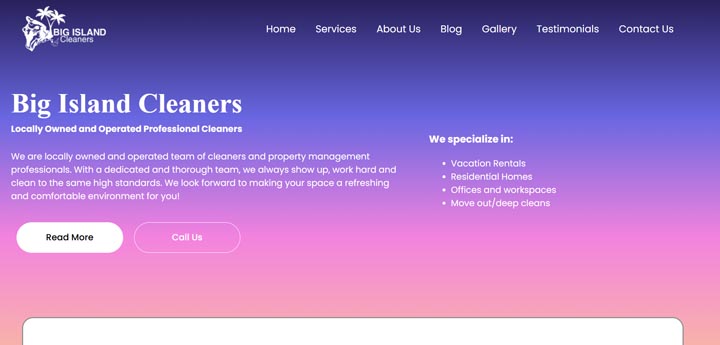 BIG ISLAND
Cleaners
Home Services About Us Blog Gallery Testimonials Contact Us
Big Island Cleaners
Locally Owned and Operated Professional Cleaners
We are locally owned and operated team of cleaners and property management
professionals. With a dedicated and thorough team, we always show up, work hard and
clean to the same high standards. We look forward to making your space a refreshing
and comfortable environment for you!
Read More
Call Us
We specialize in:
Vacation Rentals
Residential Homes
Offices and workspaces
Move out/deep cleans